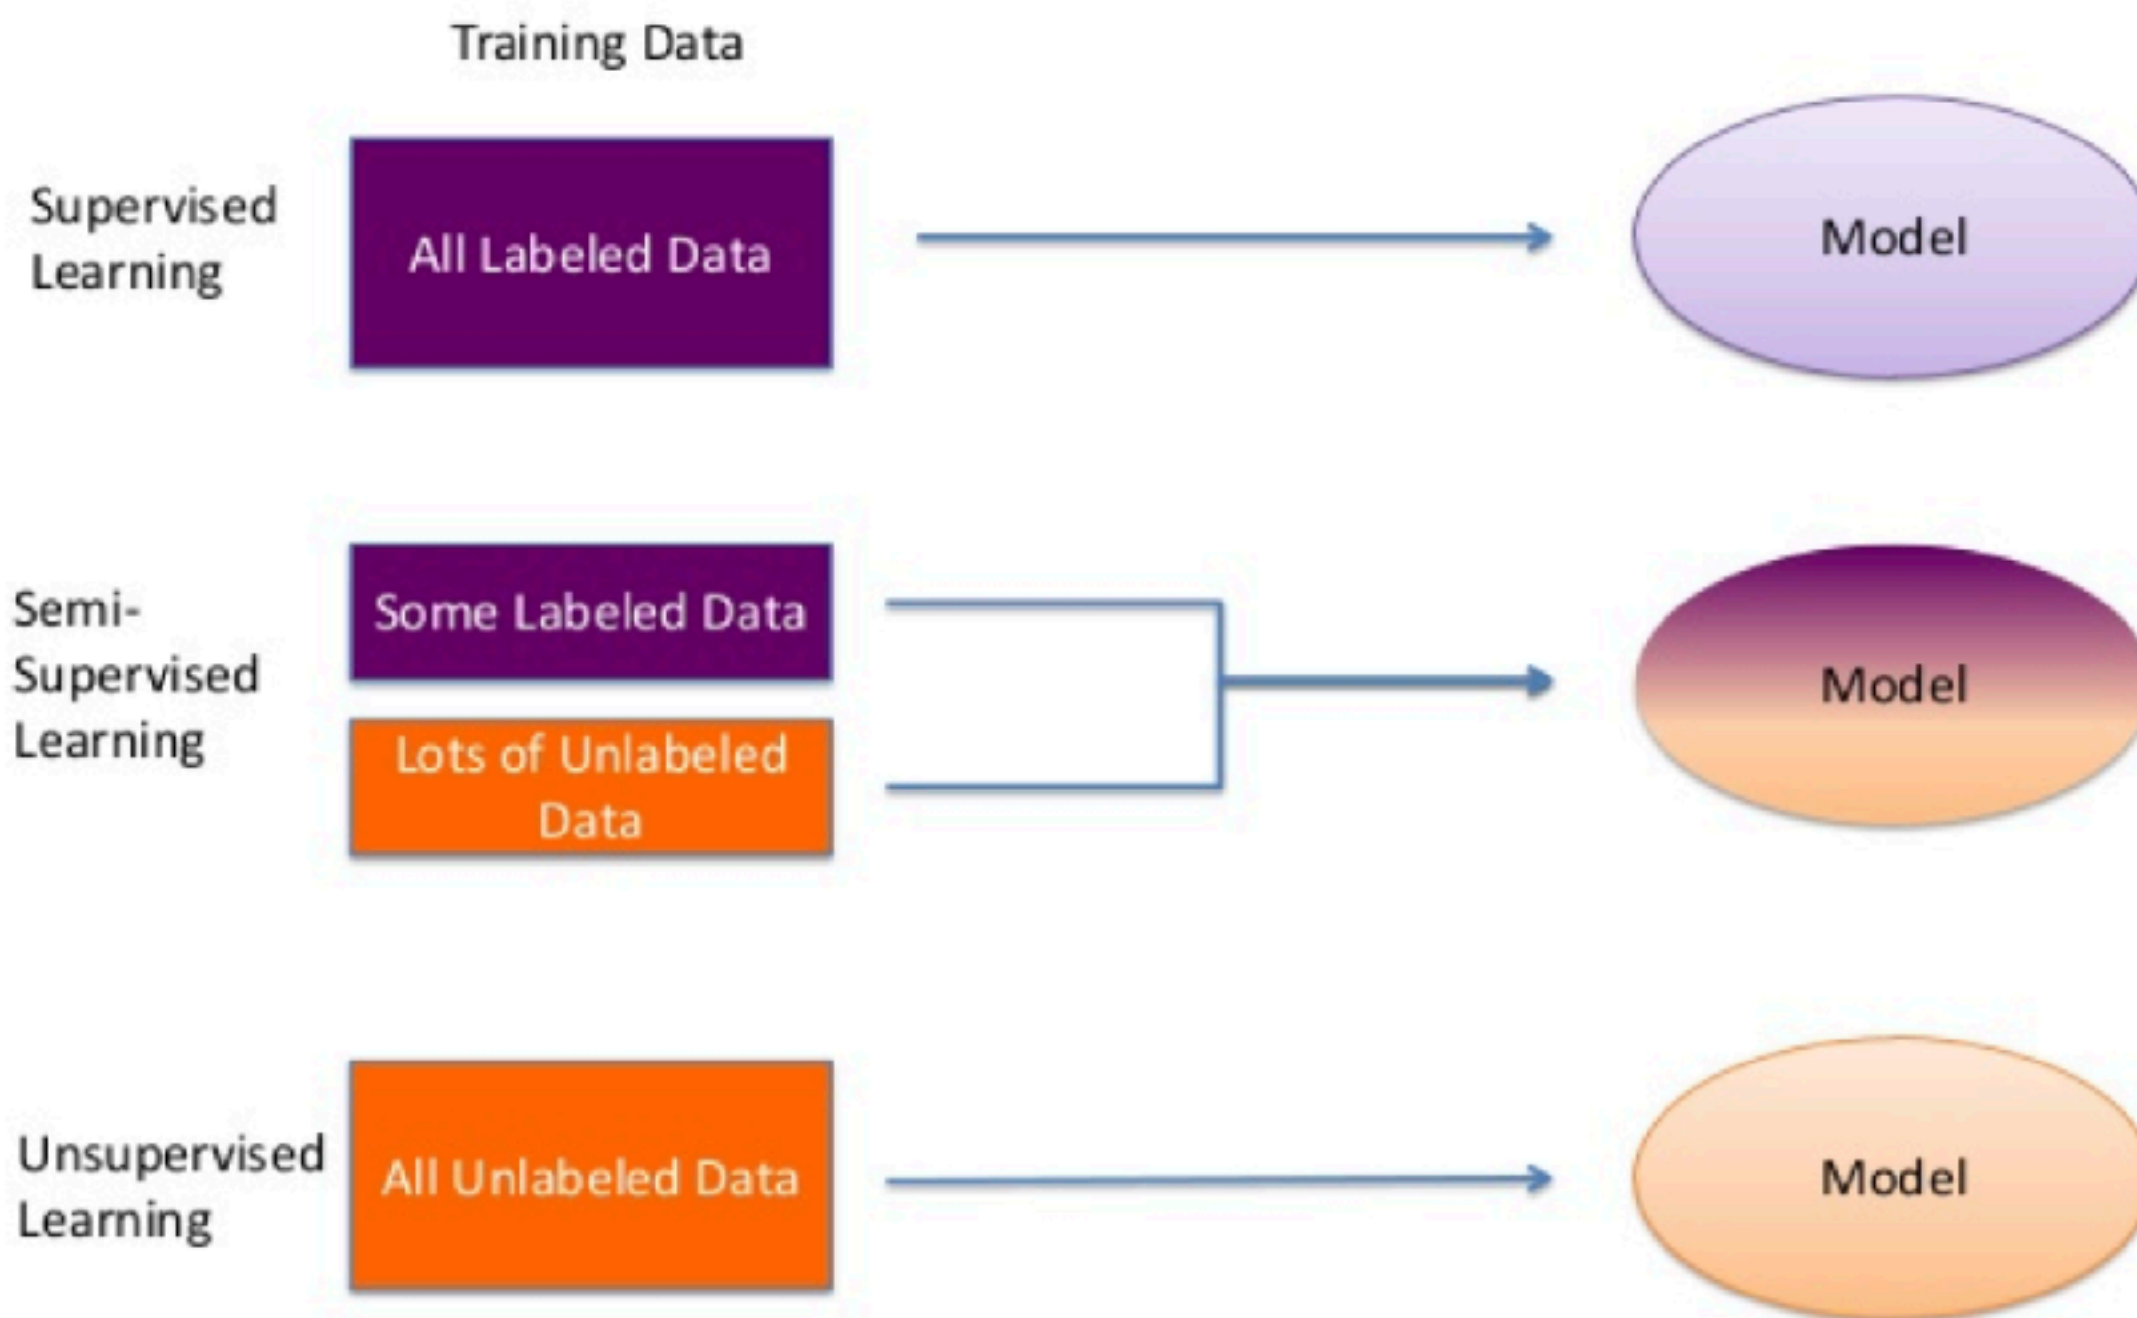 Training Data
Supervised
Learning
All Labeled Data
Model
Semi-
Supervised
Learning
Some Labeled Data
Lots of Unlabeled
Data
Model
Unsupervised
Learning
All Unlabeled Data
Model